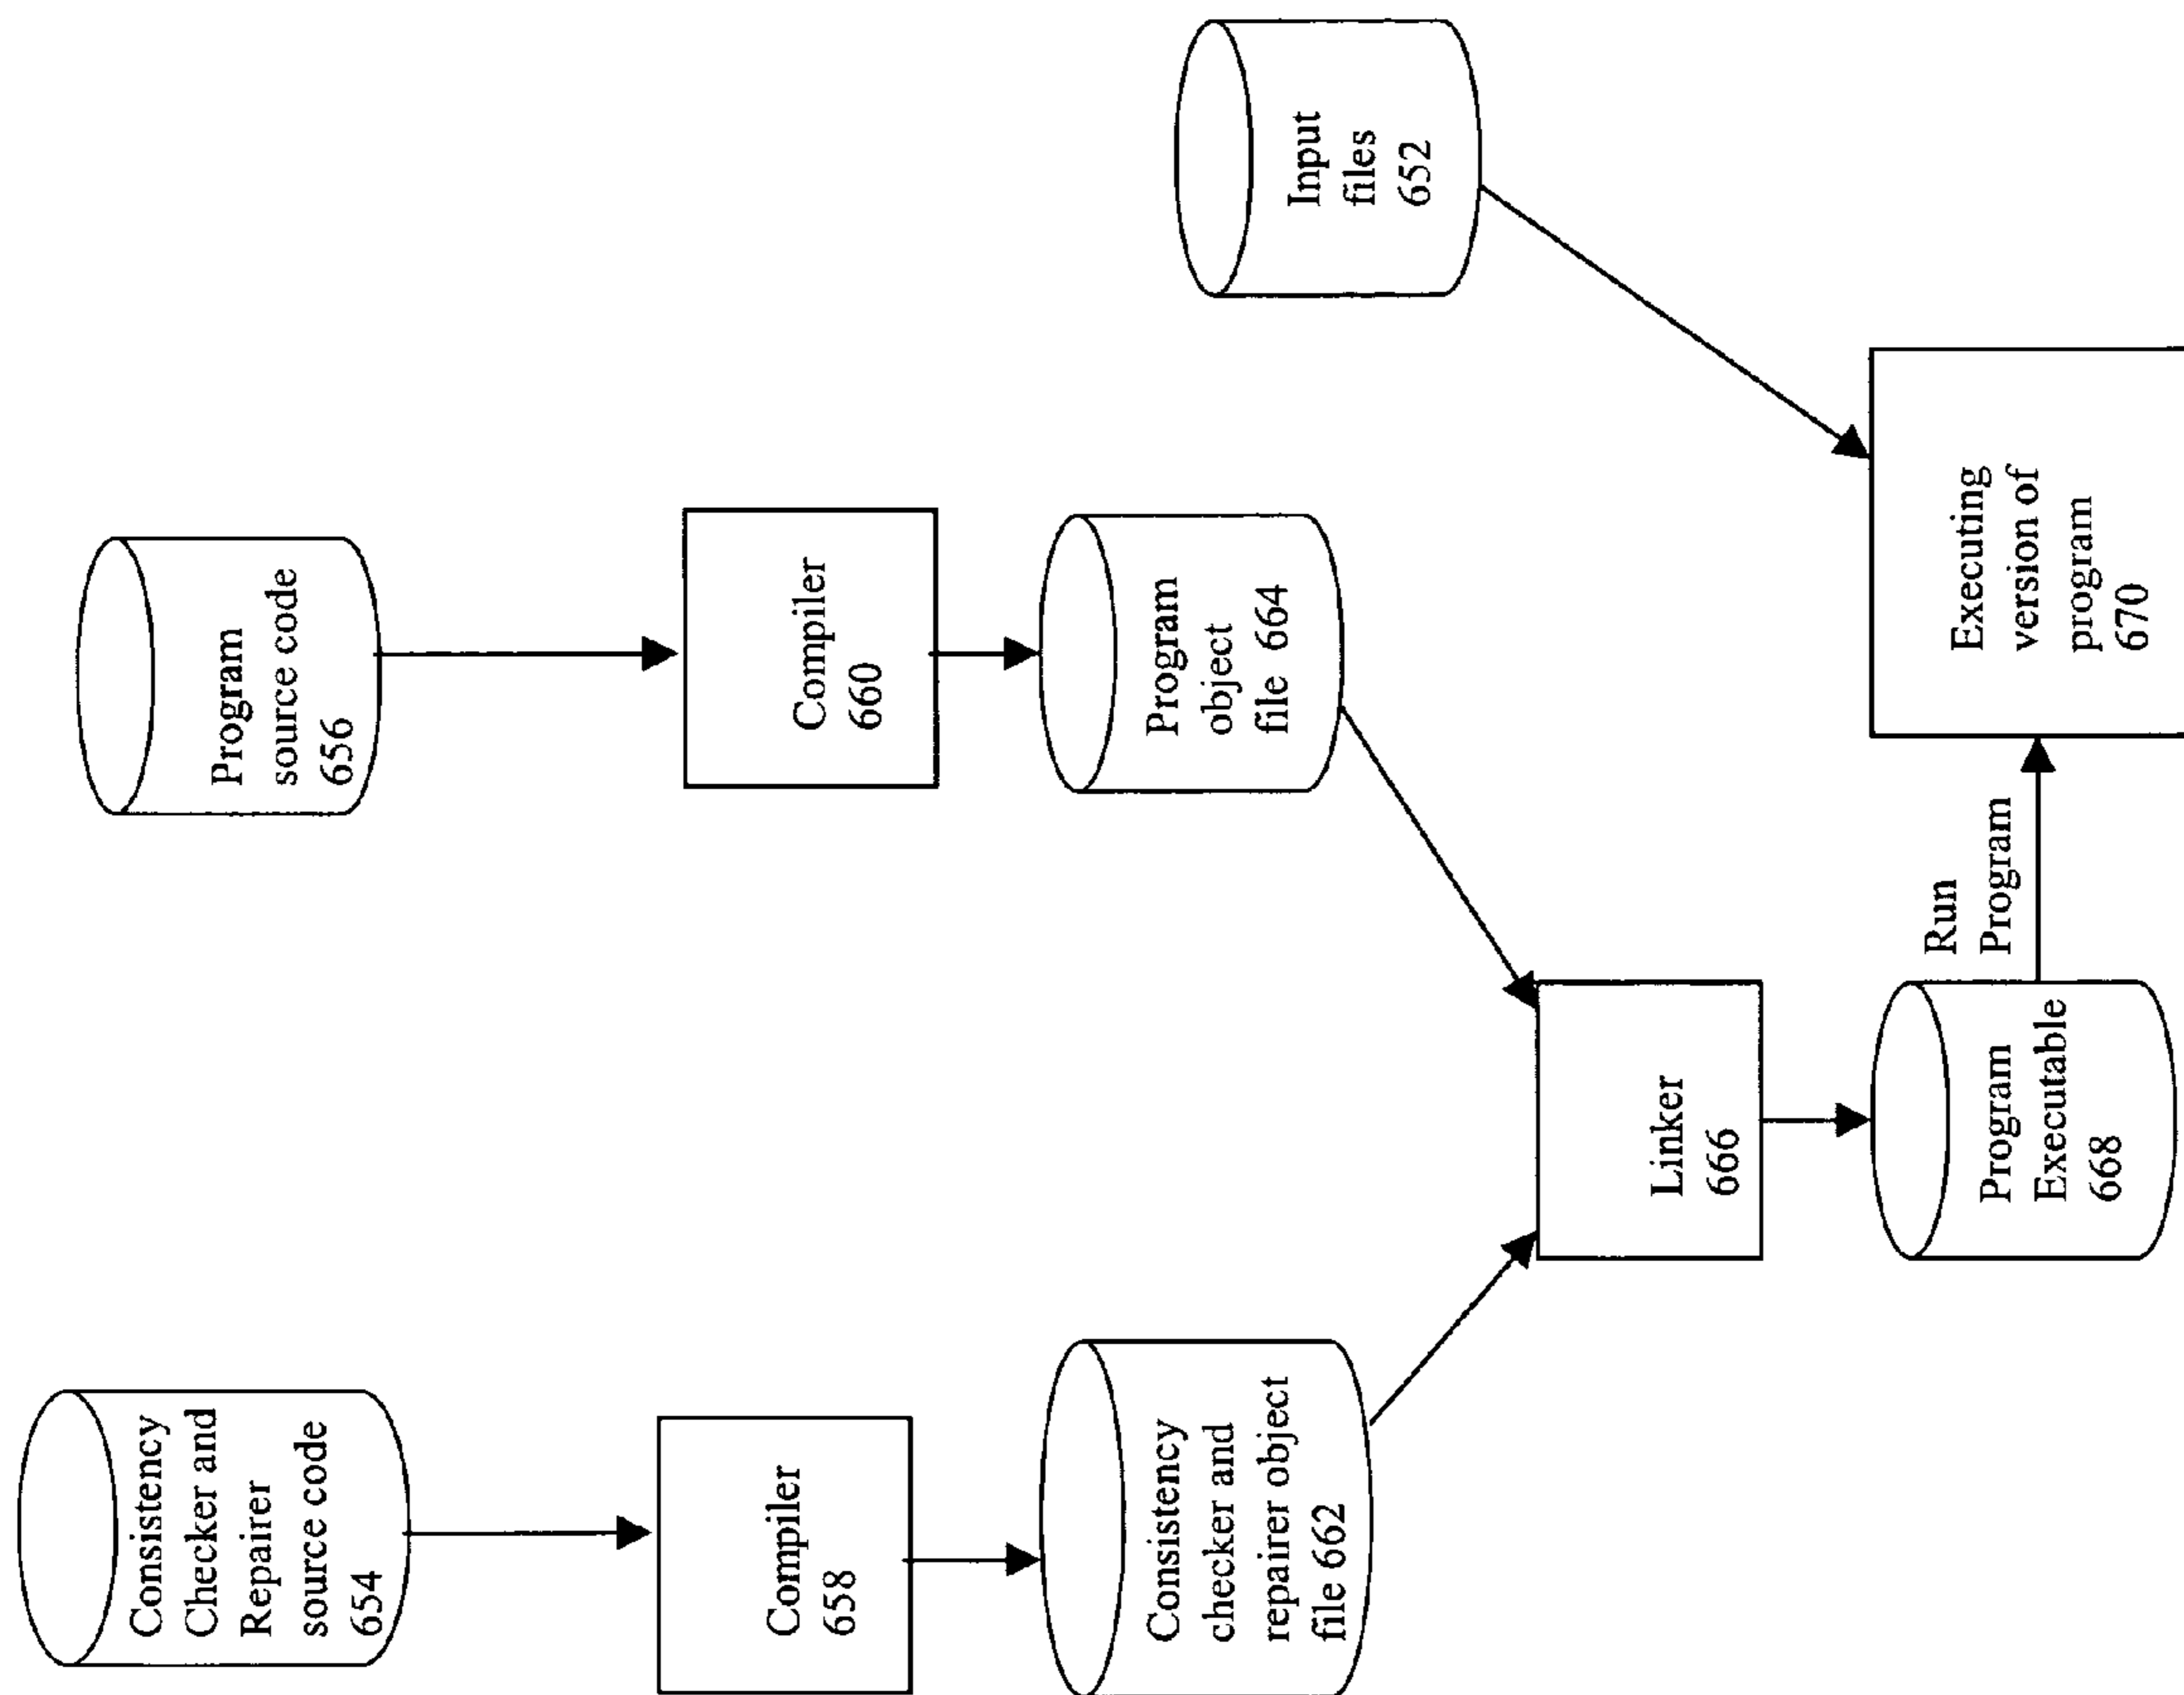 Consistency
Checker and
Repairer
source code
654
Program
source code
656
Compiler
658
Compiler
660
Consistency
checker and
repairer object
file 662
Program
object
file 664
Input
files
652
Linker
666
Program
Executable
668
Run
Program
Executing
version of
program
670